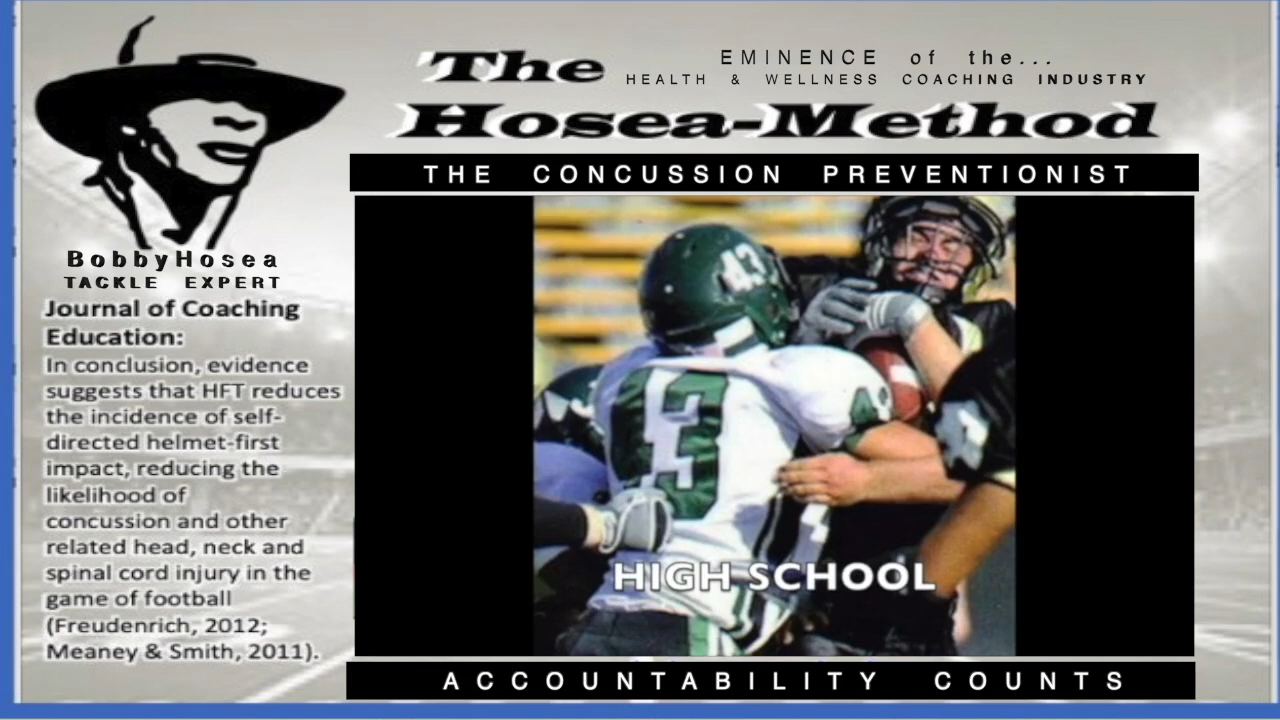 The
EMINENCE of the...
HEALTH & WELLNESS COACHING INDUSTRY
Hosea-Method
THE CONCUSSION PREVENTIONIST
BobbyHosea
TACKLE EXPERT
Journal of Coaching
Education:
In conclusion, evidence
suggests that HFT reduces
the incidence of self-
directed helmet-first
impact, reducing the
likelihood of
concussion and other
related head, neck and
spinal cord injury in the
game of football
(Freudenrich, 2012;
Meaney & Smith, 2011).
43
43
HIGH SCHOOL
ACCOUNTABILITY COUNTS